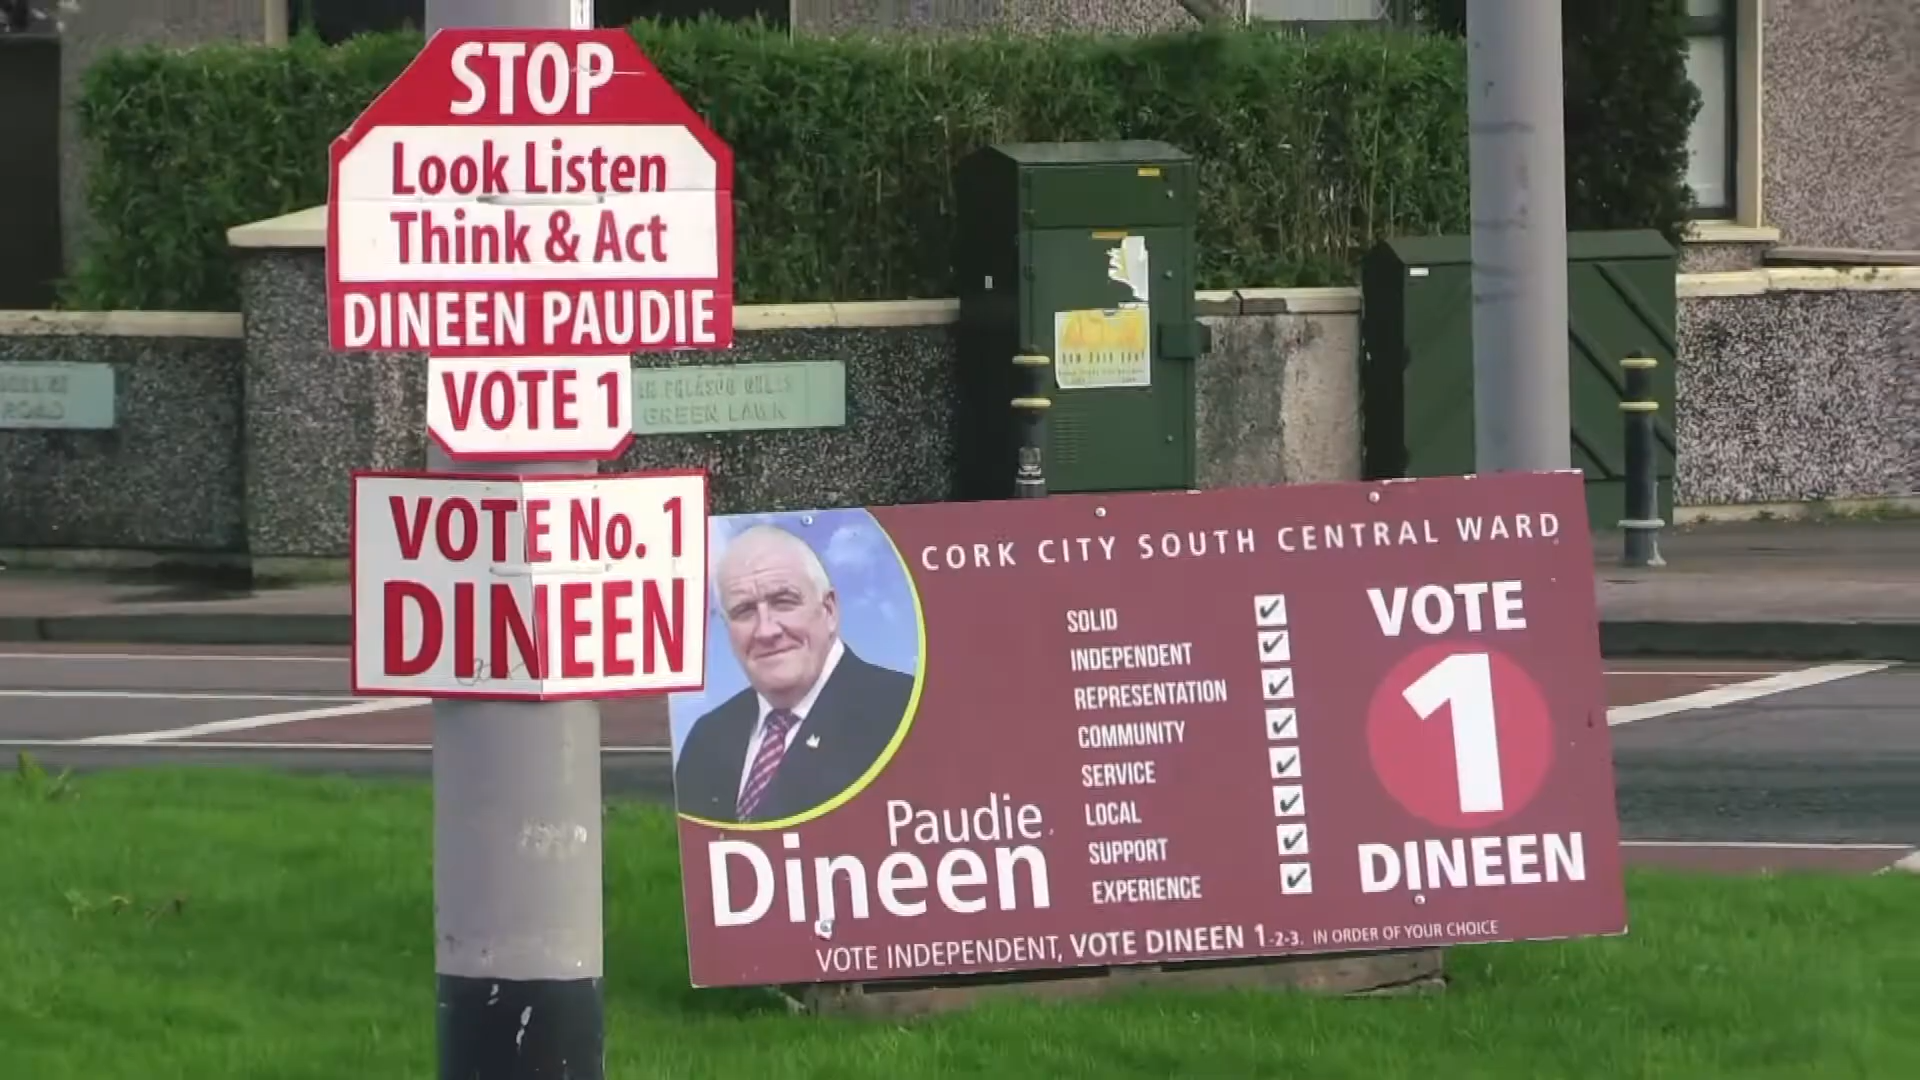 STOP
Look Listen
Think & Act
DINEEN PAUDIE
VOTE 1
VOTE No. 1
DINEEN
ROAD
GREEN LAWN
CORK CITY SOUTH CENTRAL WARD
SOLID
INDEPENDENT
REPRESENTATION
COMMUNITY
SERVICE
LOCAL
SUPPORT
EXPERIENCE
VOTE
1
DINEEN
Paudie
Dineen
VOTE INDEPENDENT, VOTE DINEEN 1-2-3. IN ORDER OF YOUR CHOICE